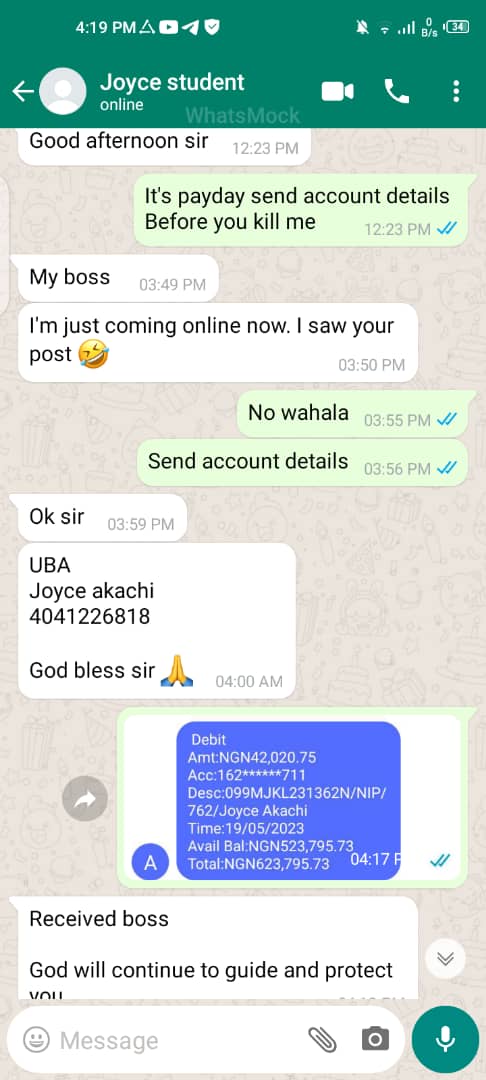 4:19 PM 0 B/s 34
Joyce student
online
WhatsMock
Good afternoon sir 12:23 PM
It's payday send account details
Before you kill me 12:23 PM
My boss 03:49 PM
I'm just coming online now. I saw your
post 🤣 03:50 PM
No wahala 03:55 PM
Send account details 03:56 PM
Ok sir 03:59 PM
UBA
Joyce akachi
4041226818
God bless sir 🙏 04:00 AM
Debit
Amt:NGN42,020.75
Acc:162******711
Desc:099MJKL231362N/NIP/
762/Joyce Akachi
Time:19/05/2023
Avail Bal:NGN523,795.73
Total:NGN623,795.73 04:17 P
A
Received boss
God will continue to guide and protect
you
Message